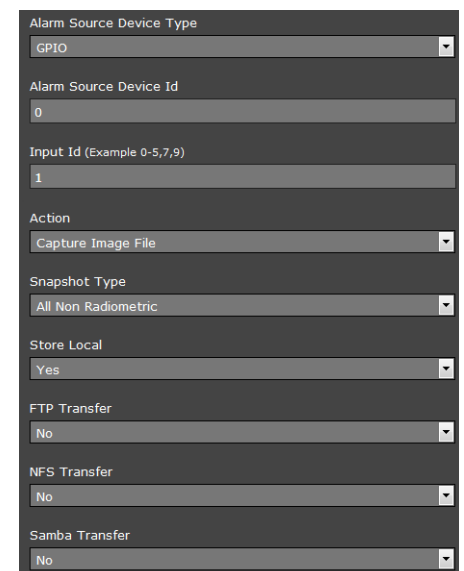 Alarm Source Device Type
GPIO
Alarm Source Device Id
0
Input Id (Example 0-5,7,9)
1
Action
Capture Image File
Snapshot Type
All Non Radiometric
Store Local
Yes
FTP Transfer
No
NFS Transfer
No
Samba Transfer
No